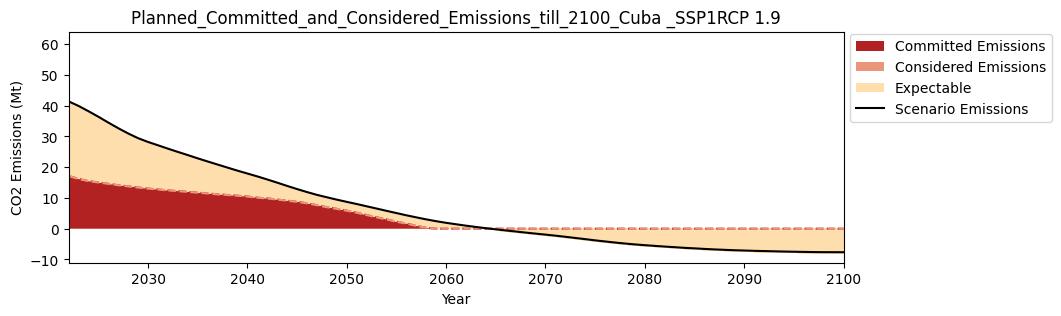 Planned_Committed_and_Considered_Emissions_till_2100_Cuba _SSP1RCP 1.9
CO2 Emissions (Mt)
60
50
40
30
20
10
0
−10
2030
2040
2050
2060
2070
2080
2090
2100
Year
Committed Emissions
Considered Emissions
Expectable
Scenario Emissions